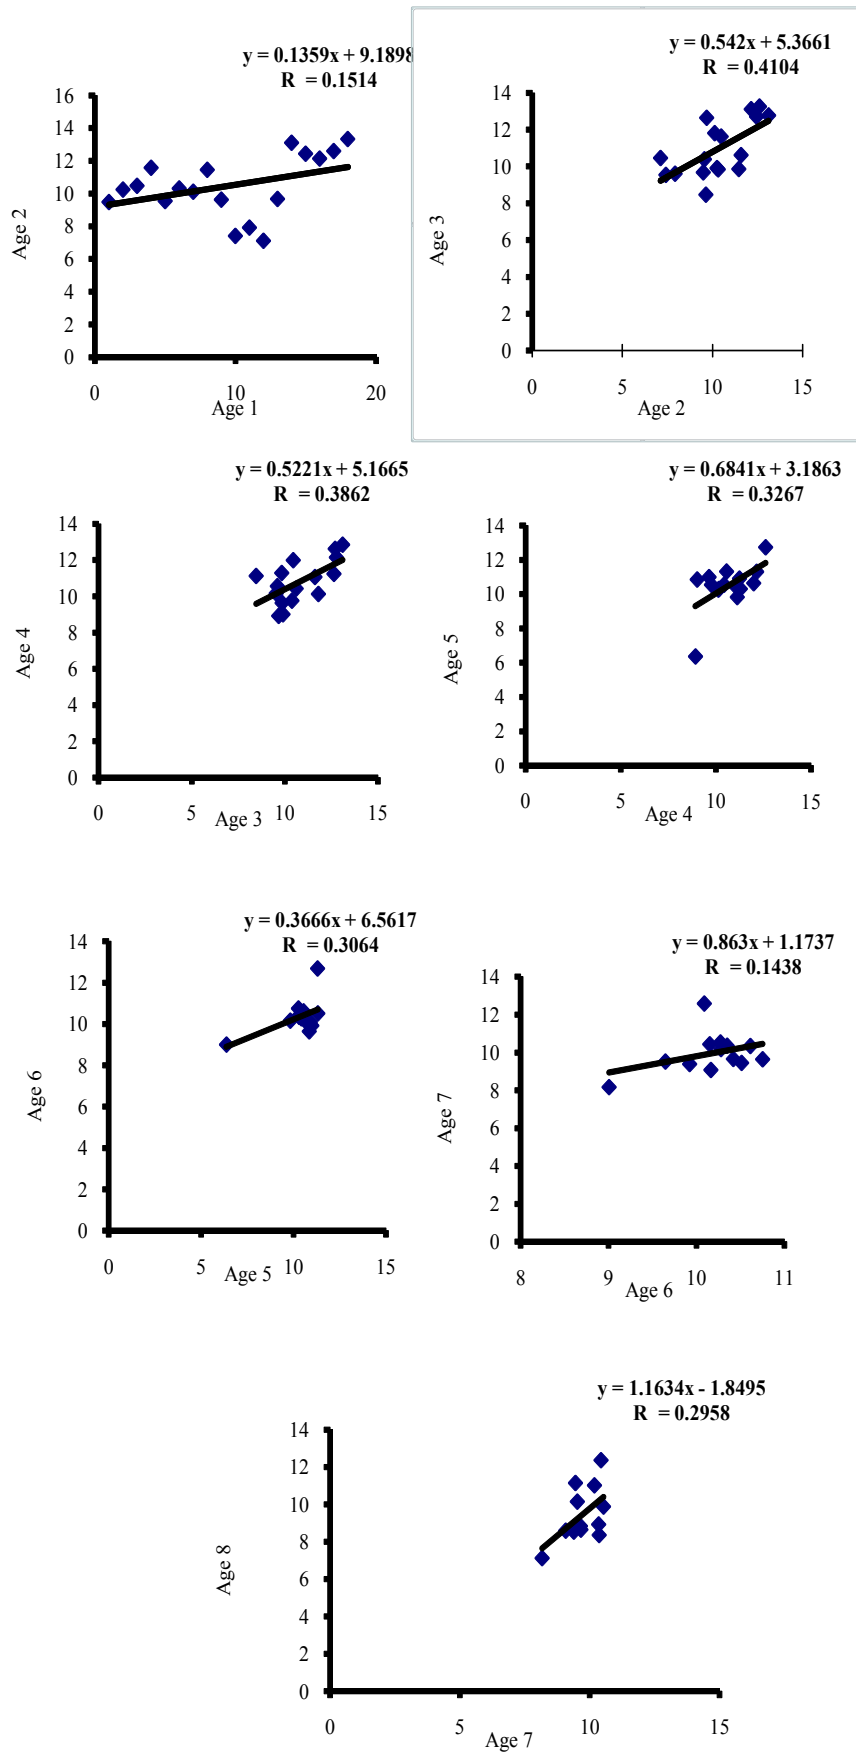 y = 0.1359x + 9.1898
R = 0.1514
16
14
12
10
8
6
4
2
0
Age 2
0 10 20
Age 1
y = 0.542x + 5.3661
R = 0.4104
14
12
10
8
6
4
2
0
Age 3
0 5 10 15
Age 2
y = 0.5221x + 5.1665
R = 0.3862
14
12
10
8
6
4
2
0
Age 4
0 5 10 15
Age 3
y = 0.6841x + 3.1863
R = 0.3267
14
12
10
8
6
4
2
0
Age 5
0 5 10 15
Age 4
y = 0.3666x + 6.5617
R = 0.3064
14
12
10
8
6
4
2
0
Age 6
0 5 10 15
Age 5
y = 0.863x + 1.1737
R = 0.1438
14
12
10
8
6
4
2
0
Age 7
8 9 10 11
Age 6
y = 1.1634x - 1.8495
R = 0.2958
14
12
10
8
6
4
2
0
Age 8
0 5 10 15
Age 7